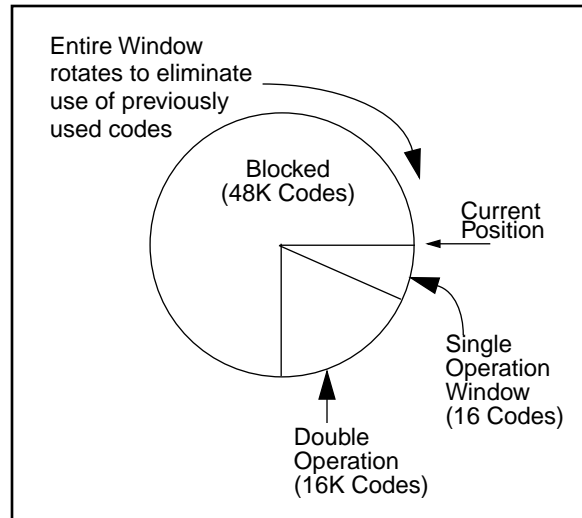 Entire Window
rotates to eliminate
use of previously
used codes
Blocked
(48K Codes)
Current
Position
Single
Operation
Window
(16 Codes)
Double
Operation
(16K Codes)